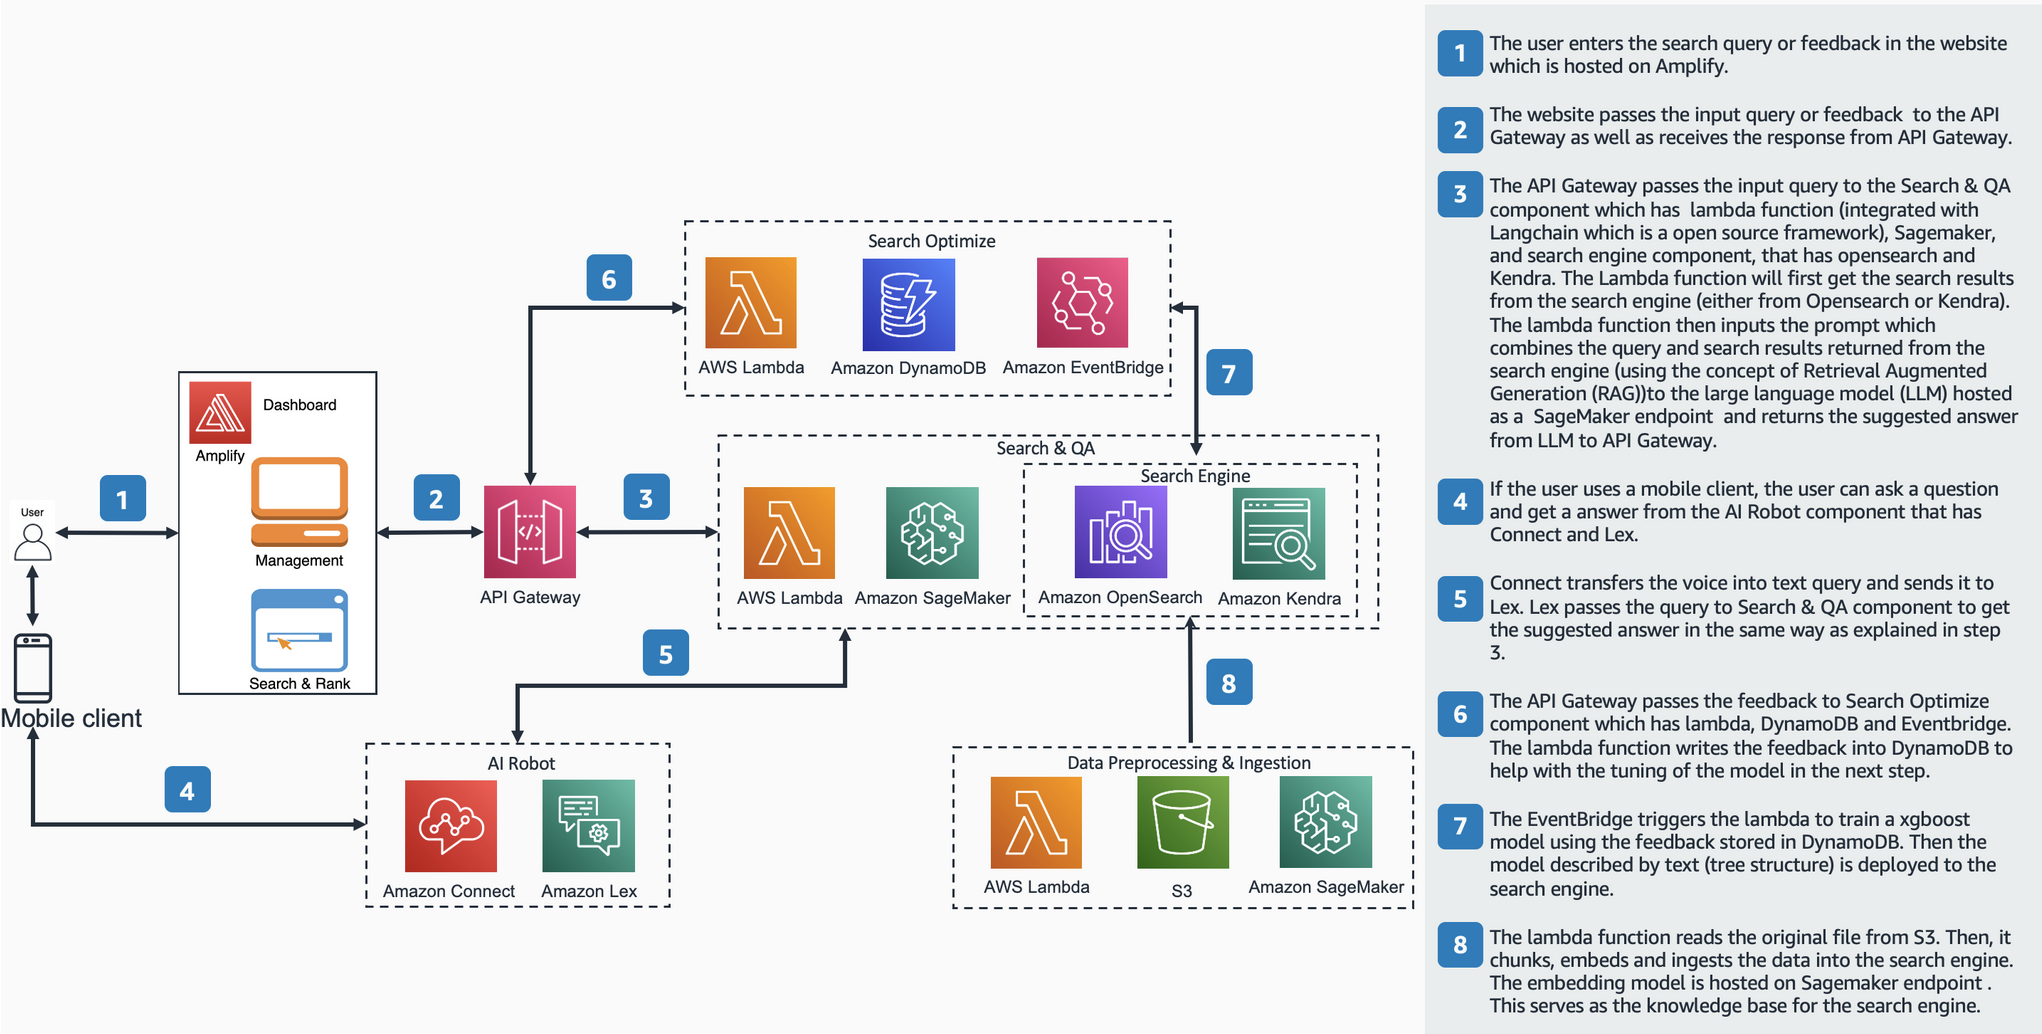 Search Optimize
6
AWS Lambda
Amazon DynamoDB
Amazon EventBridge
7
Dashboard
Amplify
Management
Search & Rank
1
2
3
User
Mobile client
API Gateway
Search & QA
Search Engine
AWS Lambda
Amazon SageMaker
Amazon OpenSearch
Amazon Kendra
5
8
4
AI Robot
Amazon Connect
Amazon Lex
Data Preprocessing & Ingestion
AWS Lambda
S3
Amazon SageMaker
1
The user enters the search query or feedback in the website
which is hosted on Amplify.
2
The website passes the input query or feedback  to the API
Gateway as well as receives the response from API Gateway.
3
The API Gateway passes the input query to the Search & QA
component which has  lambda function (integrated with
Langchain which is a open source framework), Sagemaker,
and search engine component, that has opensearch and
Kendra. The Lambda function will first get the search results
from the search engine (either from Opensearch or Kendra).
The lambda function then inputs the prompt which
combines the query and search results returned from the
search engine (using the concept of Retrieval Augmented
Generation (RAG))to the large language model (LLM) hosted
as a  SageMaker endpoint  and returns the suggested answer
from LLM to API Gateway.
4
If the user uses a mobile client, the user can ask a question
and get a answer from the AI Robot component that has
Connect and Lex.
5
Connect transfers the voice into text query and sends it to
Lex. Lex passes the query to Search & QA component to get
the suggested answer in the same way as explained in step
3.
6
The API Gateway passes the feedback to Search Optimize
component which has lambda, DynamoDB and Eventbridge.
The lambda function writes the feedback into DynamoDB to
help with the tuning of the model in the next step.
7
The EventBridge triggers the lambda to train a xgboost
model using the feedback stored in DynamoDB. Then the
model described by text (tree structure) is deployed to the
search engine.
8
The lambda function reads the original file from S3. Then, it
chunks, embeds and ingests the data into the search engine.
The embedding model is hosted on Sagemaker endpoint .
This serves as the knowledge base for the search engine.